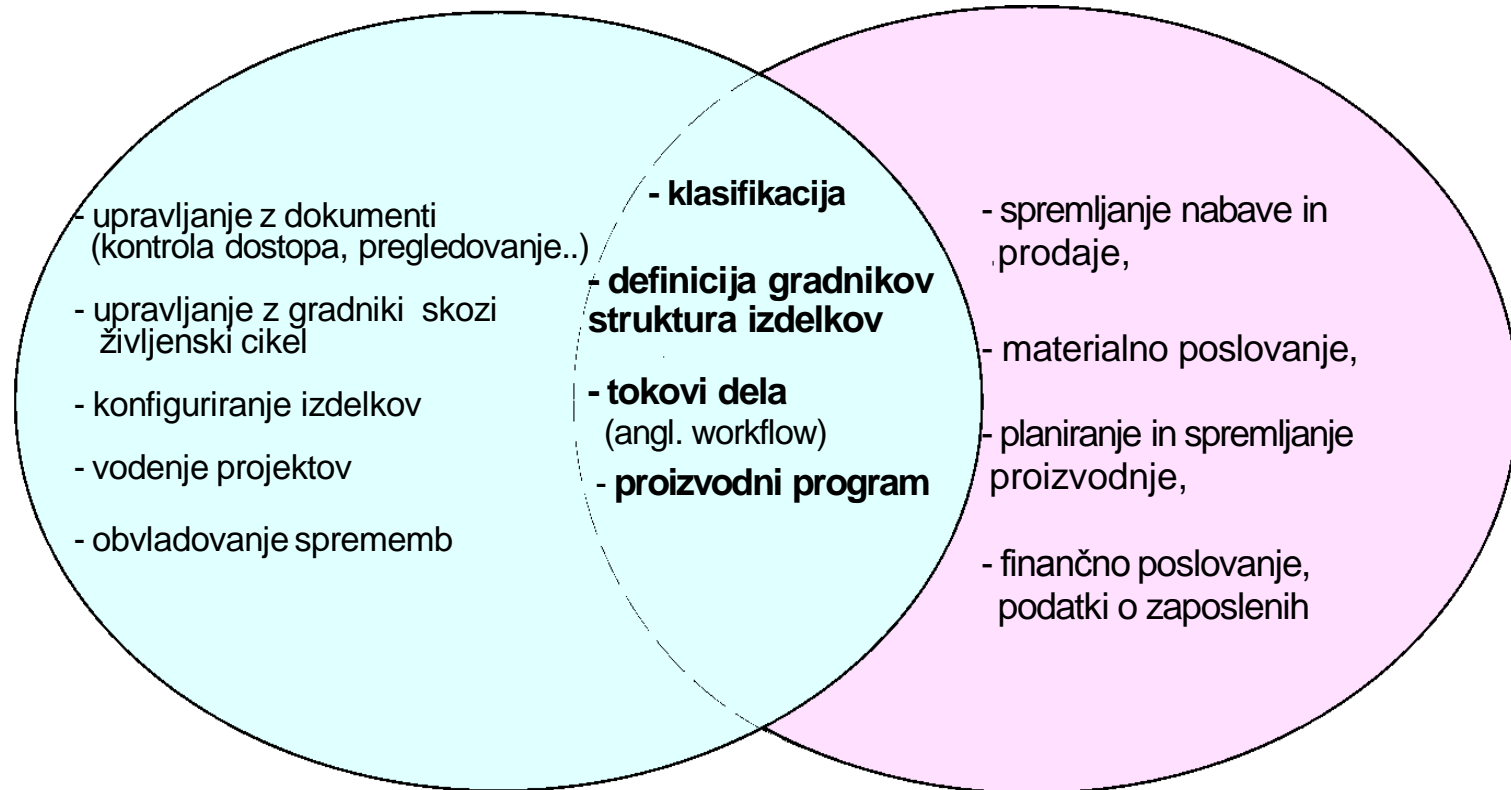 - upravljanje z dokumenti
(kontrola dostopa, pregledovanje..)
- upravljanje z gradniki skozi
življenski cikel
- konfiguriranje izdelkov
- vodenje projektov
- obvladovanje sprememb
- klasifikacija
- definicija gradnikov
struktura izdelkov
- tokovi dela
(angl. workflow)
- proizvodni program
- spremljanje nabave in
prodaje,
- materialno poslovanje,
- planiranje in spremljanje
proizvodnje,
- finančno poslovanje,
podatki o zaposlenih